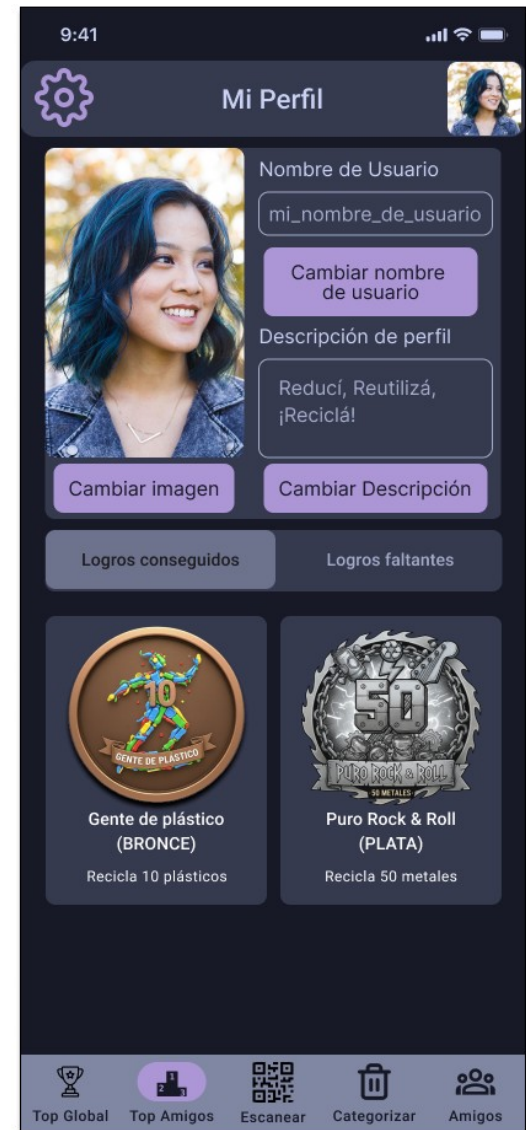 9:41
Mi Perfil
Nombre de Usuario
mi_nombre_de_usuario
Cambiar nombre
de usuario
Descripción de perfil
Reducí, Reutilizá,
¡Reciclá!
Cambiar imagen
Cambiar Descripción
Logros conseguidos
Logros faltantes
10
GENTE DE PLÁSTICO
Gente de plástico
(BRONCE)
Recicla 10 plásticos
50
PURO ROCK & ROLL
50 METALES
Puro Rock & Roll
(PLATA)
Recicla 50 metales
1
2
3
Top Global
Top Amigos
Escanear
Categorizar
Amigos